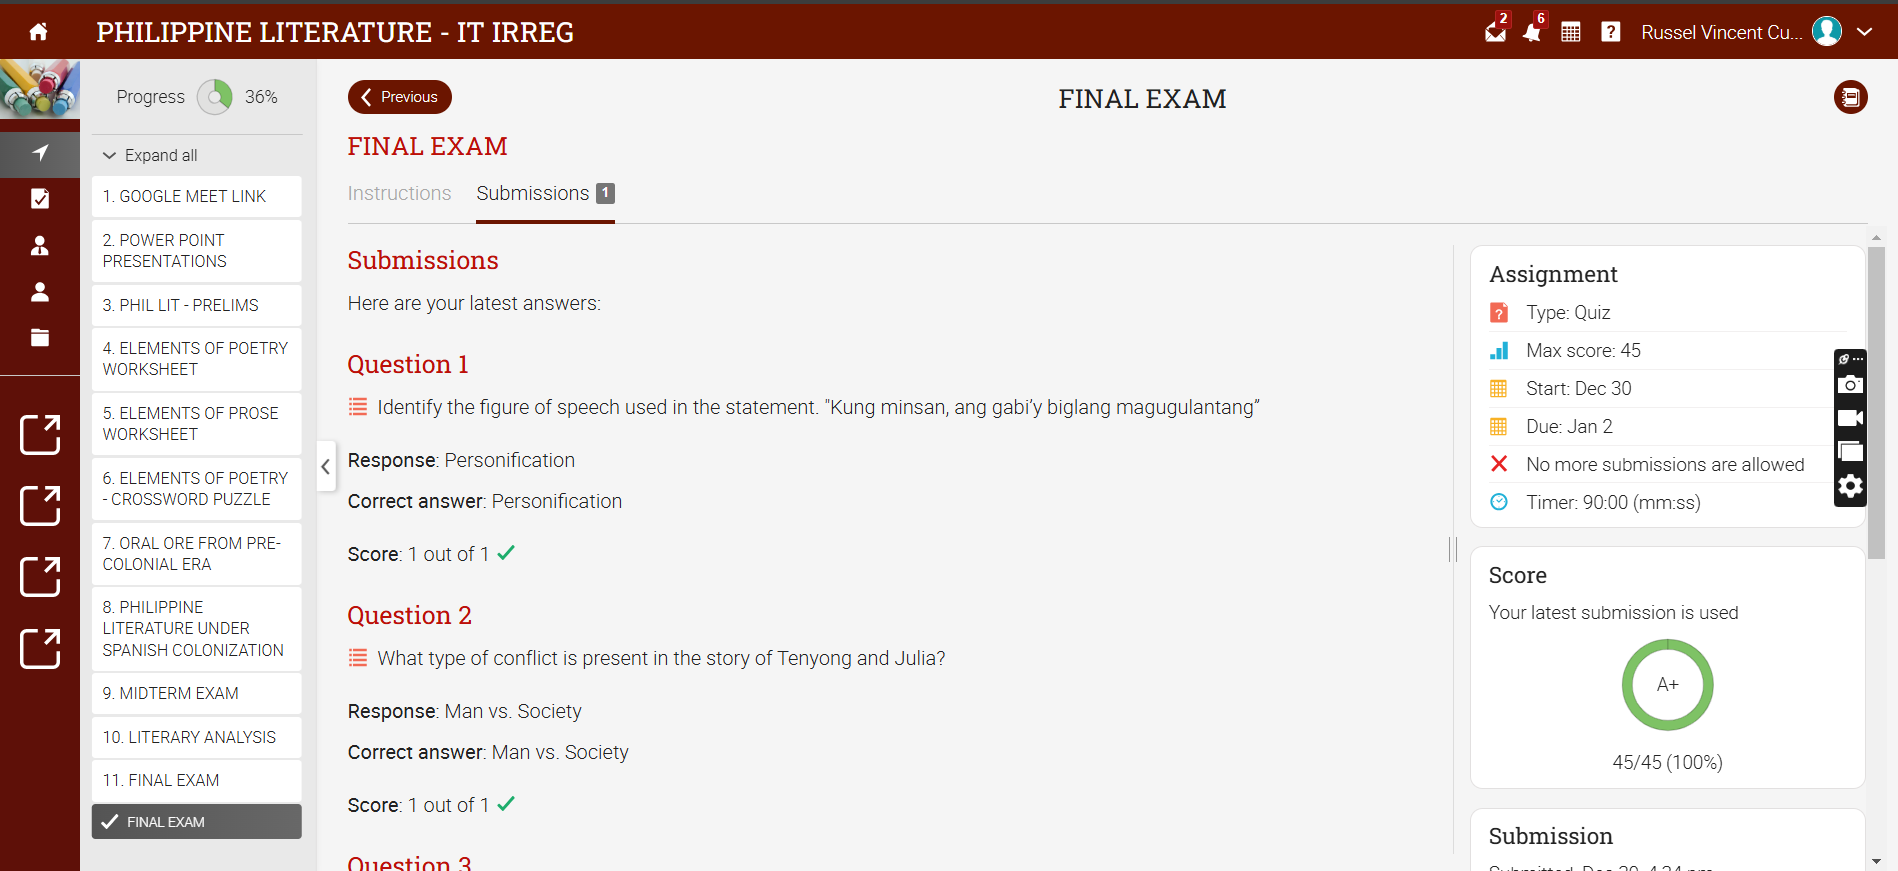 PHILIPPINE LITERATURE - IT IRREG
2
6
Russel Vincent Cu...
Progress
36%
Expand all
1. GOOGLE MEET LINK
2. POWER POINT
PRESENTATIONS
3. PHIL LIT - PRELIMS
4. ELEMENTS OF POETRY
WORKSHEET
5. ELEMENTS OF PROSE
WORKSHEET
6. ELEMENTS OF POETRY
- CROSSWORD PUZZLE
7. ORAL ORE FROM PRE-
COLONIAL ERA
8. PHILIPPINE
LITERATURE UNDER
SPANISH COLONIZATION
9. MIDTERM EXAM
10. LITERARY ANALYSIS
11. FINAL EXAM
FINAL EXAM
Previous
FINAL EXAM
FINAL EXAM
Instructions
Submissions 1
Submissions
Here are your latest answers:
Question 1
Identify the figure of speech used in the statement. "Kung minsan, ang gabi’y biglang magugulantang”
Response: Personification
Correct answer: Personification
Score: 1 out of 1
Question 2
What type of conflict is present in the story of Tenyong and Julia?
Response: Man vs. Society
Correct answer: Man vs. Society
Score: 1 out of 1
Question 3
Assignment
Type: Quiz
Max score: 45
Start: Dec 30
Due: Jan 2
No more submissions are allowed
Timer: 90:00 (mm:ss)
Score
Your latest submission is used
A+
45/45 (100%)
Submission